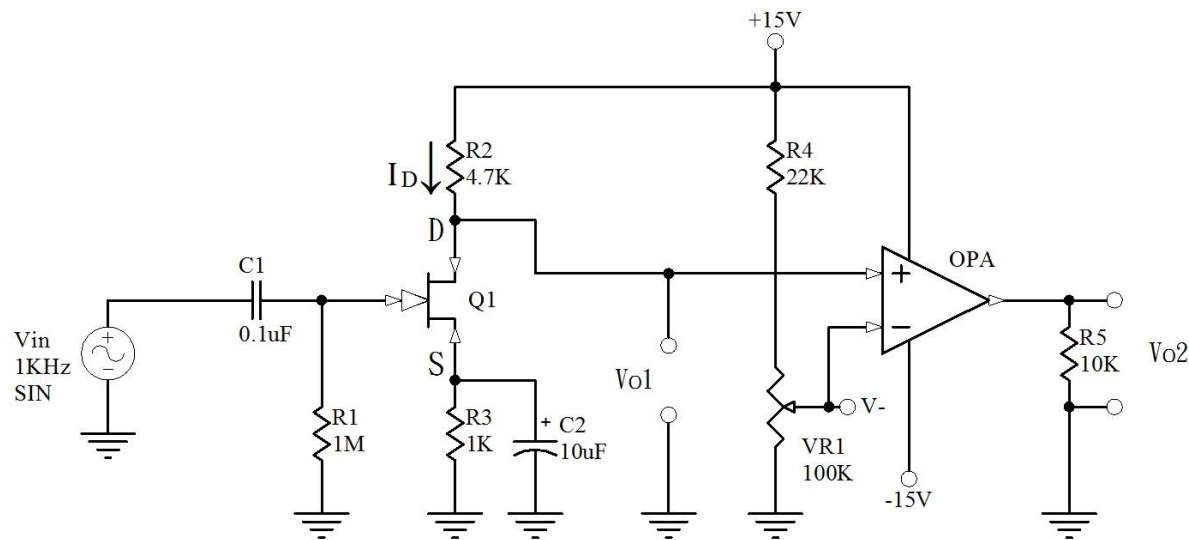 +15V
R2
4.7K
ID
R4
22K
D
C1
0.1uF
Q1
+
OPA
−
Vin
1KHz
SIN
+
−
S
VO1
V-
R5
10K
VO2
R1
1M
R3
1K
+
C2
10uF
VR1
100K
-15V